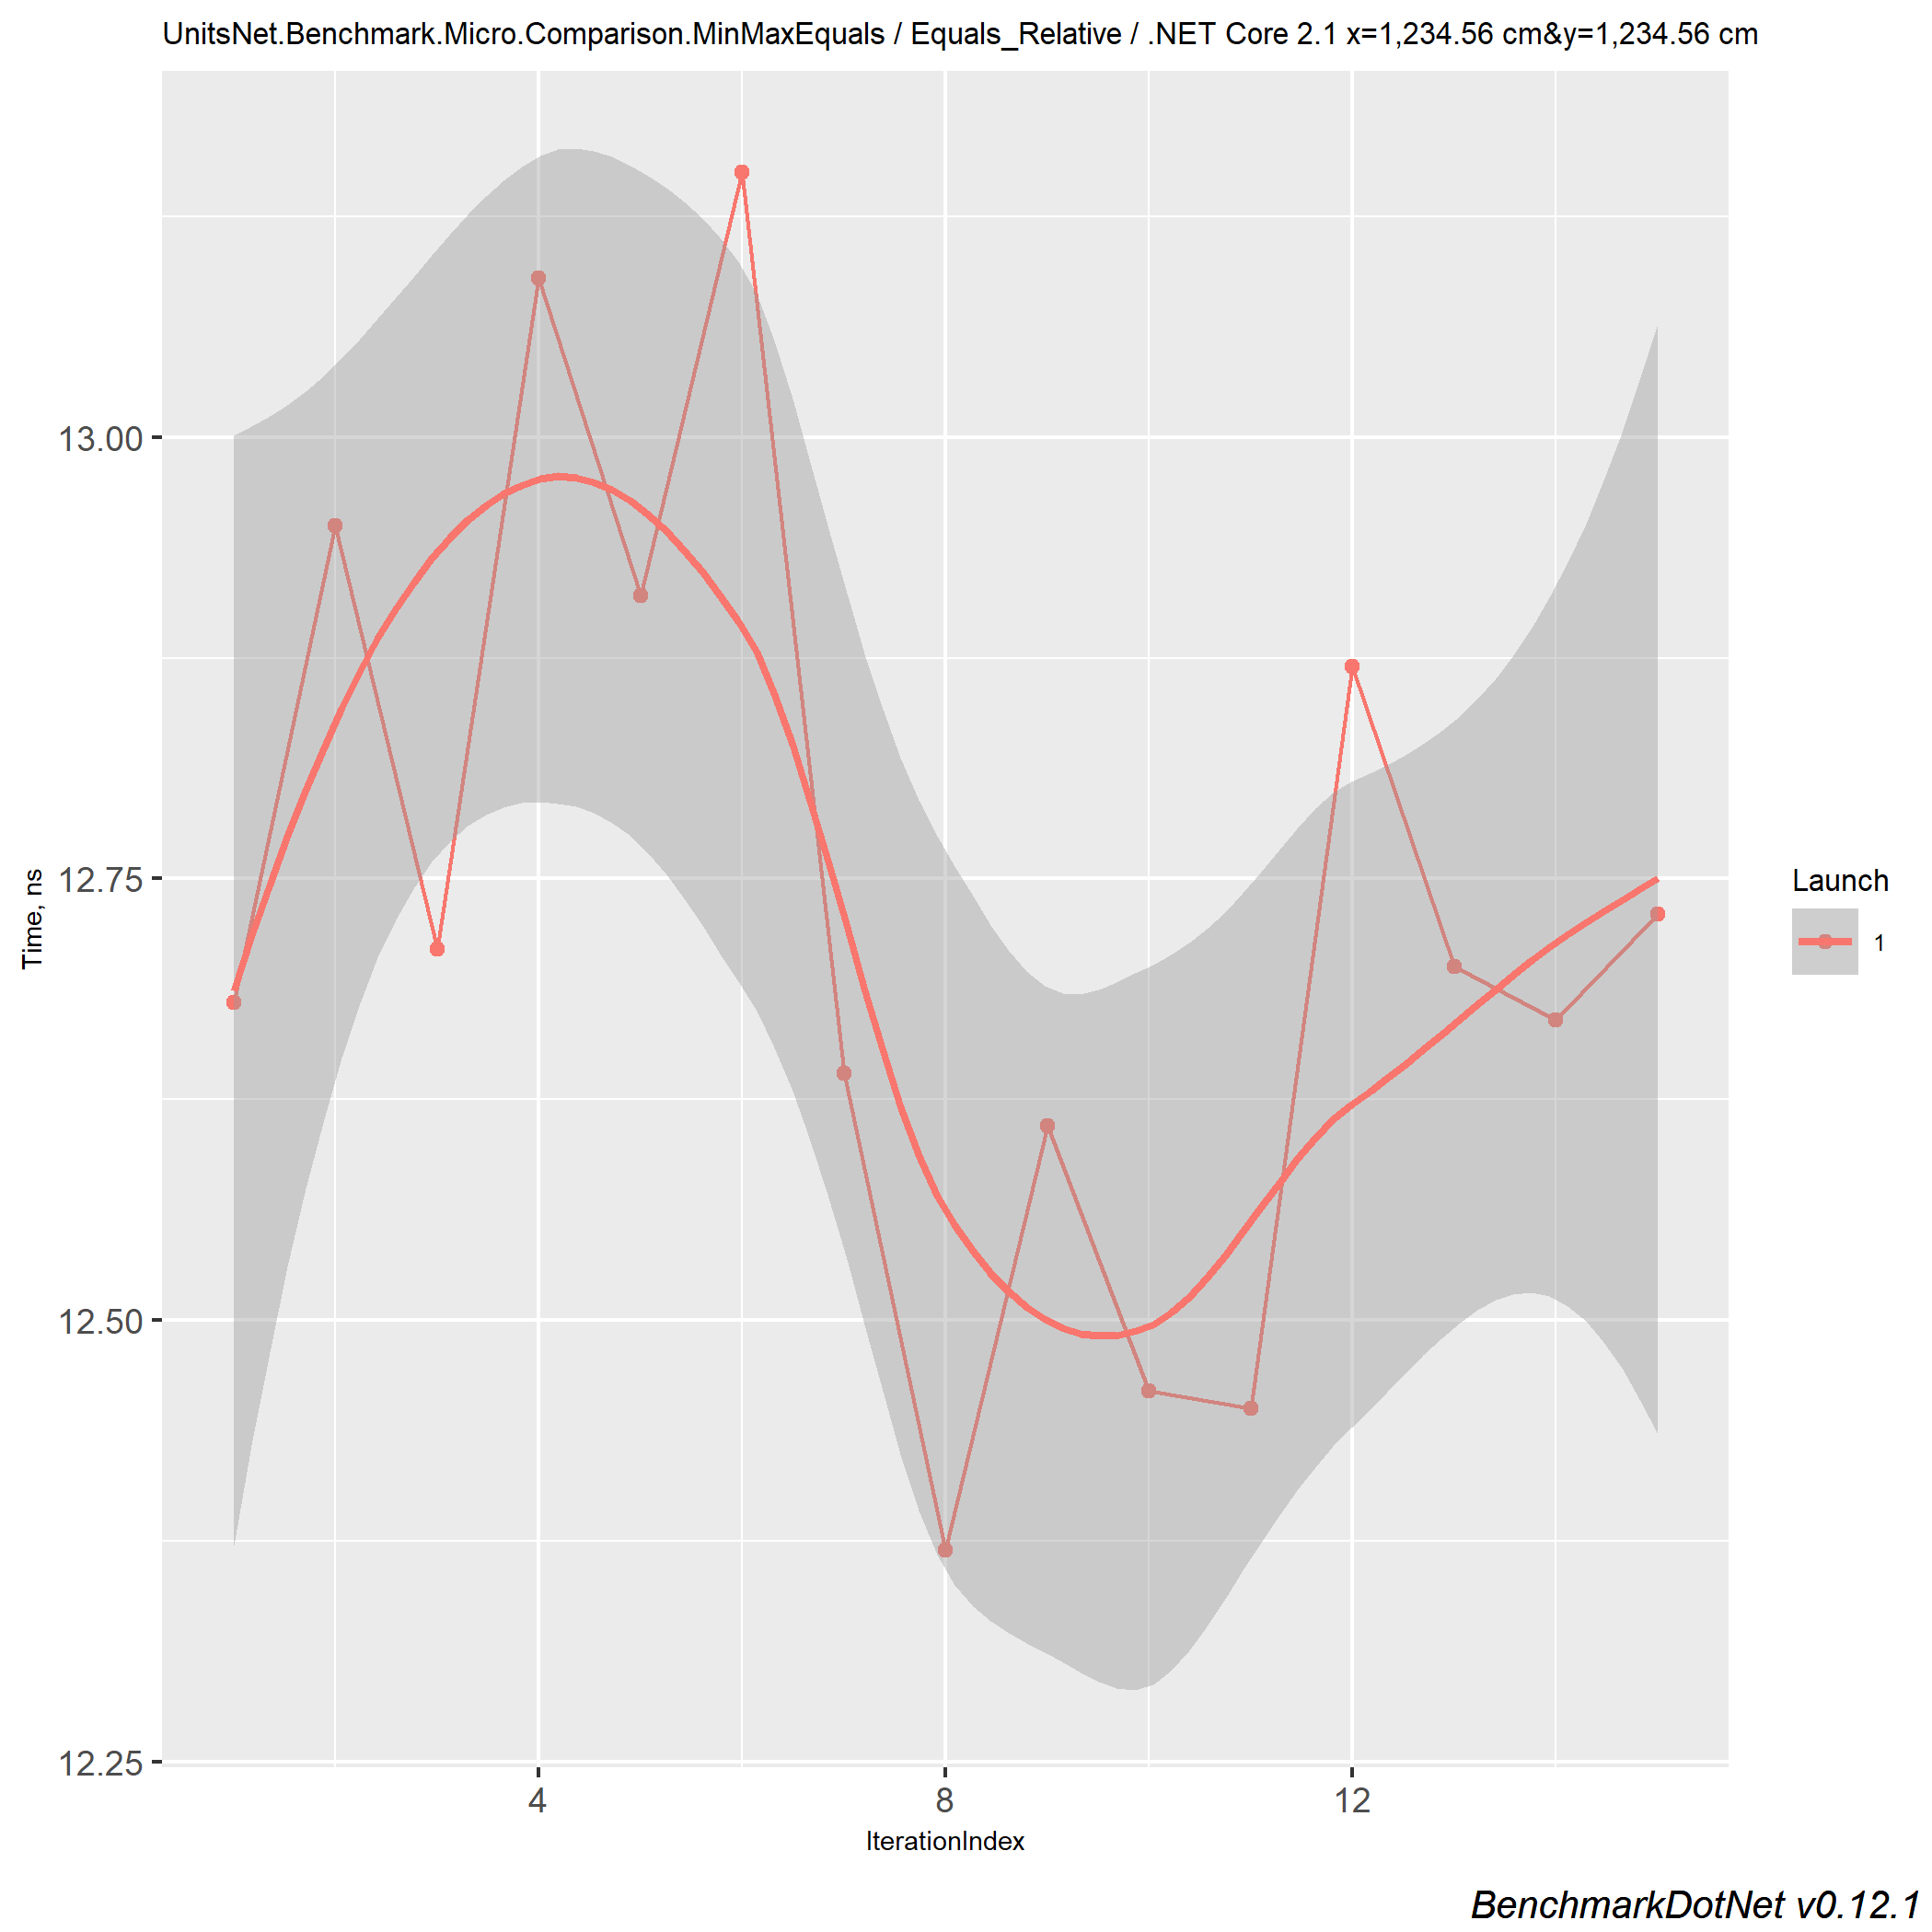 UnitsNet.Benchmark.Micro.Comparison.MinMaxEquals / Equals_Relative / .NET Core 2.1 x=1,234.56 cm&y=1,234.56 cm
Time, ns
13.00
12.75
12.50
12.25
4 8 12
IterationIndex
Launch
1
BenchmarkDotNet v0.12.1